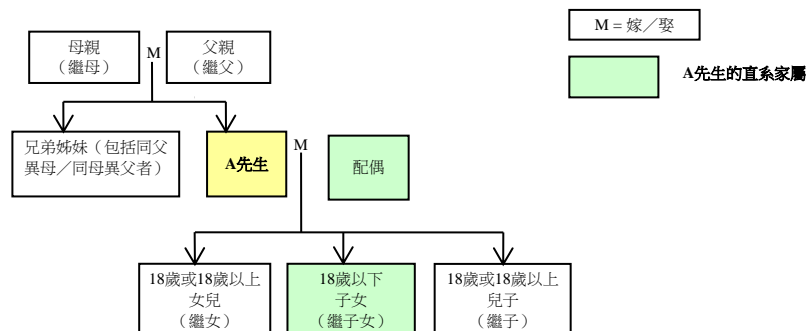 M = 嫁／娶
母親
（繼母）
M
父親
（繼父）
A先生的直系家屬
兄弟姊妹（包括同父
異母／同母異父者）
A先生
M
配偶
18歲或18歲以上
女兒
（繼女）
18歲以下
子女
（繼子女）
18歲或18歲以上
兒子
（繼子）